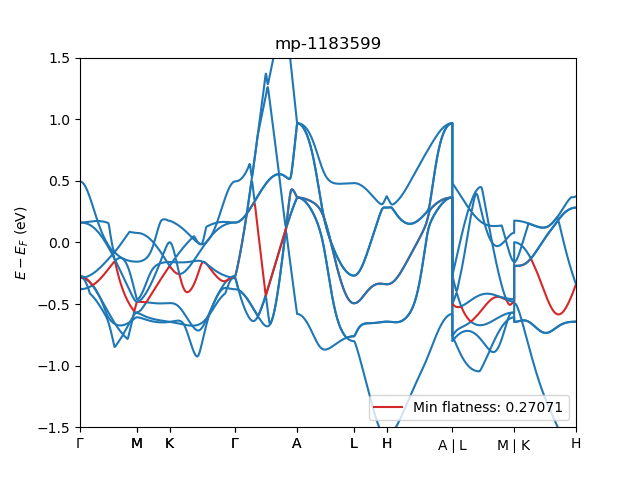 mp-1183599
E − E_F (eV)
1.5
1.0
0.5
0.0
−0.5
−1.0
−1.5
Min flatness: 0.27071
Γ M K Γ A L H A | L M | K H